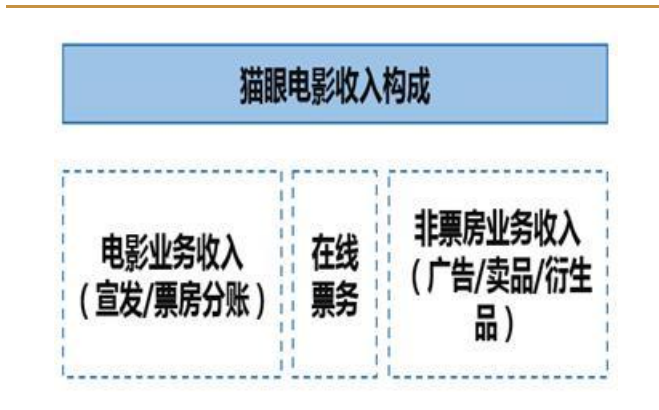 猫眼电影收入构成
电影业务收入
（宣发/票房分账）
在线
票务
非票房业务收入
（广告/卖品/衍生
品）